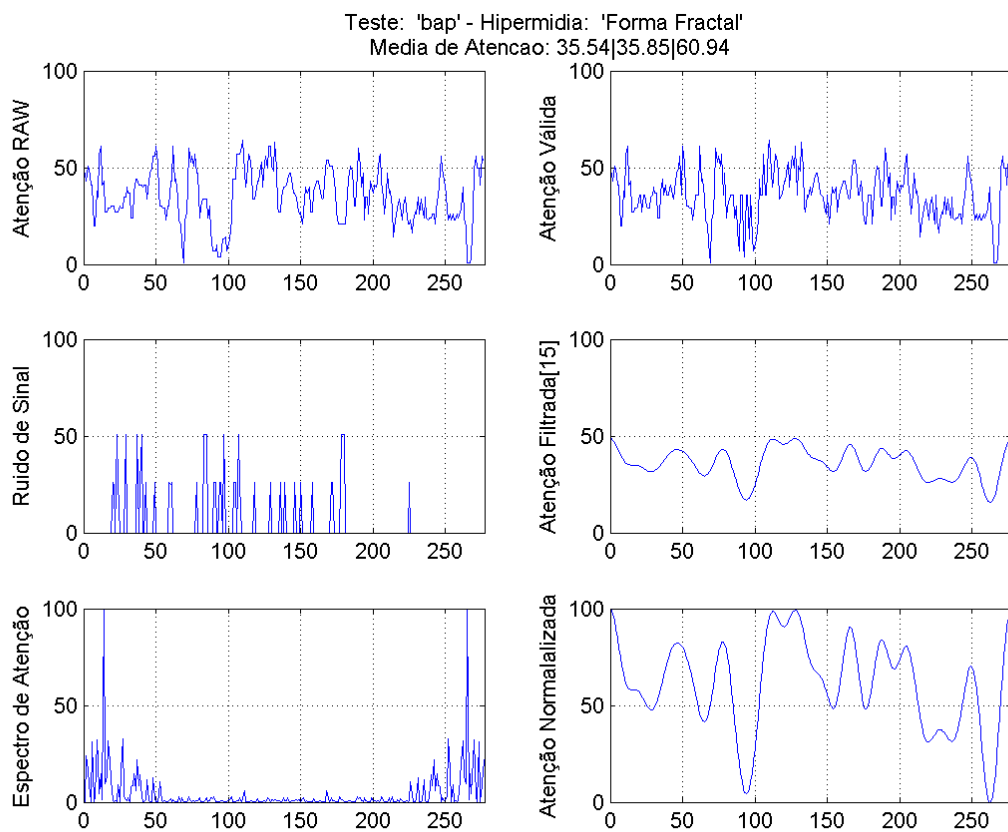 Teste:  'bap' - Hipermidia:  'Forma Fractal'
Media de Atencao: 35.54|35.85|60.94
Atenção RAW
100
50
0
0 50 100 150 200 250
Atenção Válida
100
50
0
0 50 100 150 200 250
Ruido de Sinal
100
50
0
0 50 100 150 200 250
Atenção Filtrada[15]
100
50
0
0 50 100 150 200 250
Espectro de Atenção
100
50
0
0 50 100 150 200 250
Atenção Normalalizada
100
50
0
0 50 100 150 200 250